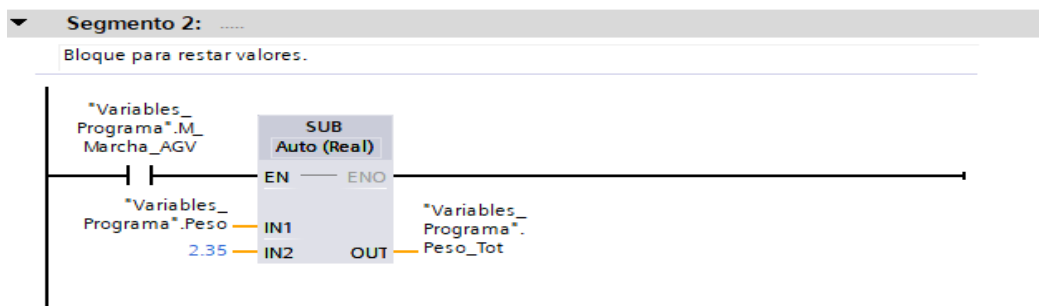 Segmento 2: .....
Bloque para restar valores.
"Variables_
Programa".M_
Marcha_AGV
SUB
Auto (Real)
EN
ENO
"Variables_
Programa".Peso
IN1
2.35
IN2
OUT
"Variables_
Programa".
Peso_Tot